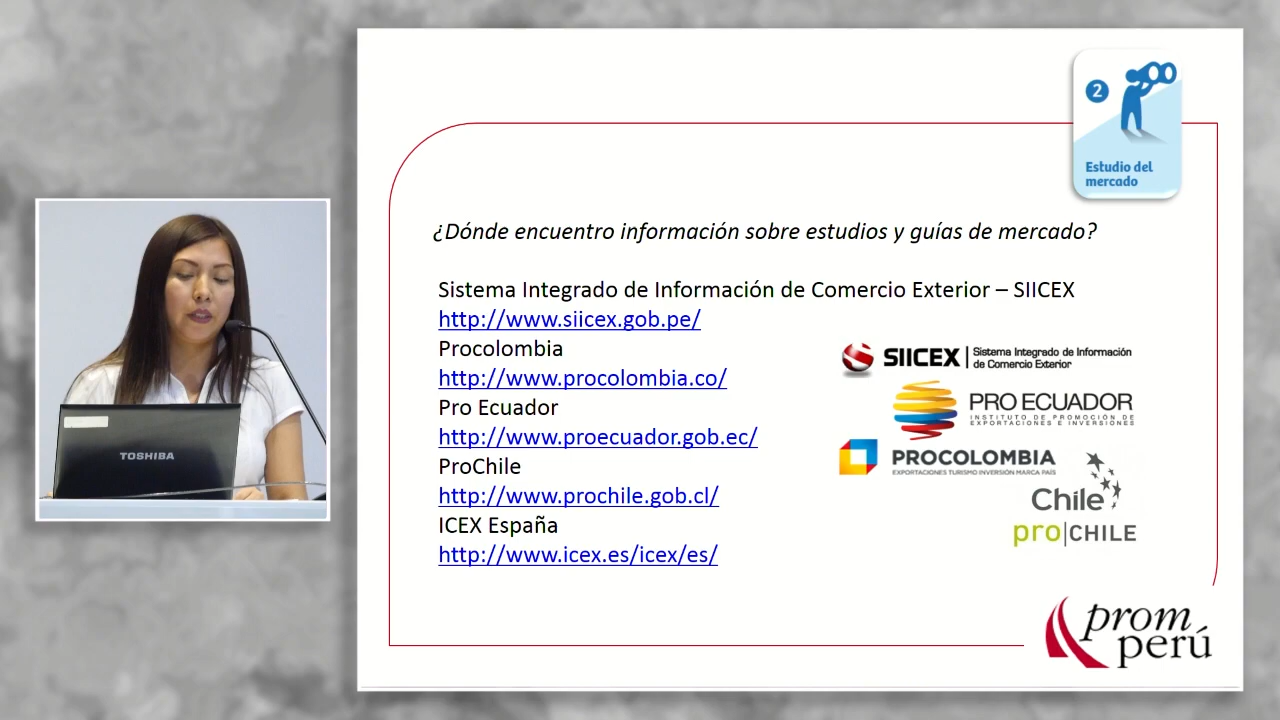 2
Estudio del
mercado
¿Dónde encuentro información sobre estudios y guías de mercado?
Sistema Integrado de Información de Comercio Exterior – SIICEX
http://www.siicex.gob.pe/
Procolombia
http://www.procolombia.co/
Pro Ecuador
http://www.proecuador.gob.ec/
ProChile
http://www.prochile.gob.cl/
ICEX España
http://www.icex.es/icex/es/
SIICEX | Sistema Integrado de Información
de Comercio Exterior
PRO ECUADOR
INSTITUTO DE PROMOCIÓN DE
EXPORTACIONES E INVERSIONES
PROCOLOMBIA
EXPORTACIONES TURISMO INVERSIÓN MARCA PAÍS
Chile
pro|CHILE
prom
perú
TOSHIBA